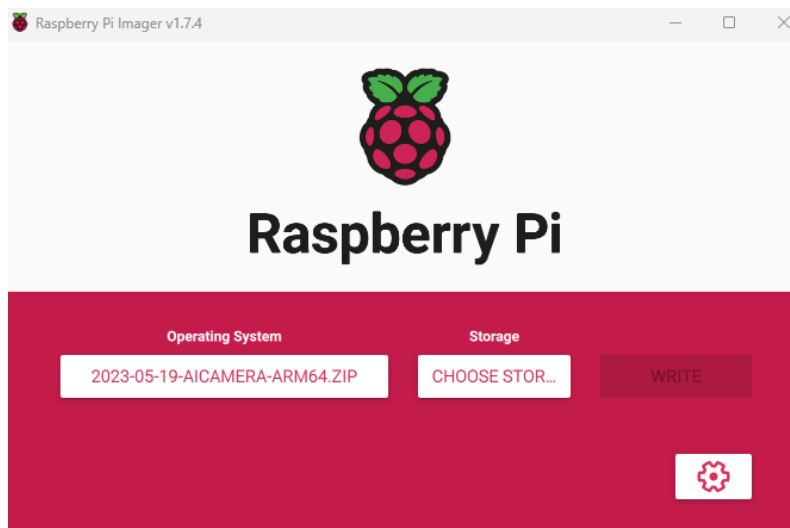 Raspberry Pi Imager v1.7.4
Raspberry Pi
Operating System
Storage
2023-05-19-AICAMERA-ARM64.ZIP
CHOOSE STOR...
WRITE